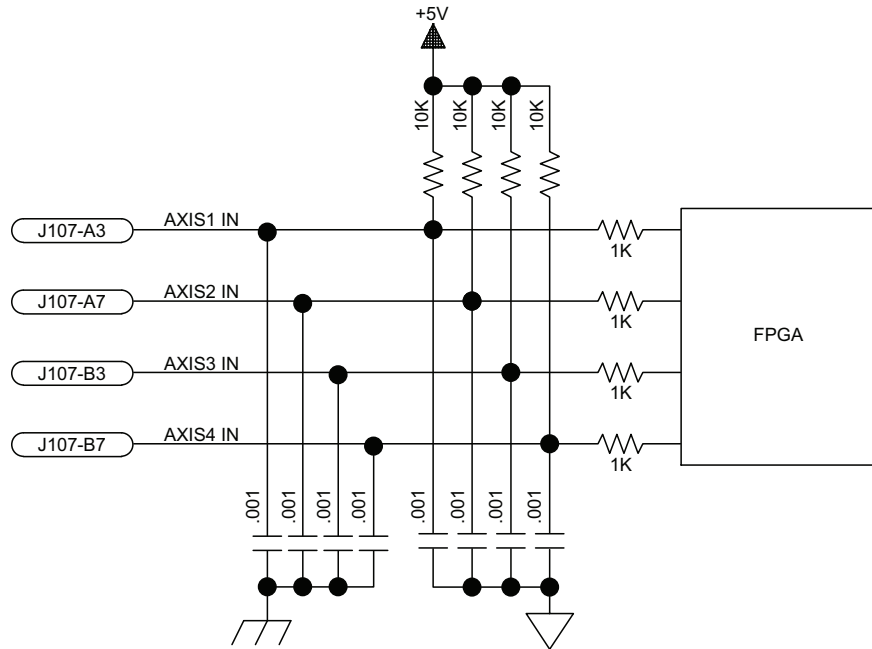 +5V
10K
10K
10K
10K
J107-A3
AXIS1 IN
1K
J107-A7
AXIS2 IN
1K
FPGA
J107-B3
AXIS3 IN
1K
J107-B7
AXIS4 IN
1K
.001
.001
.001
.001
.001
.001
.001
.001